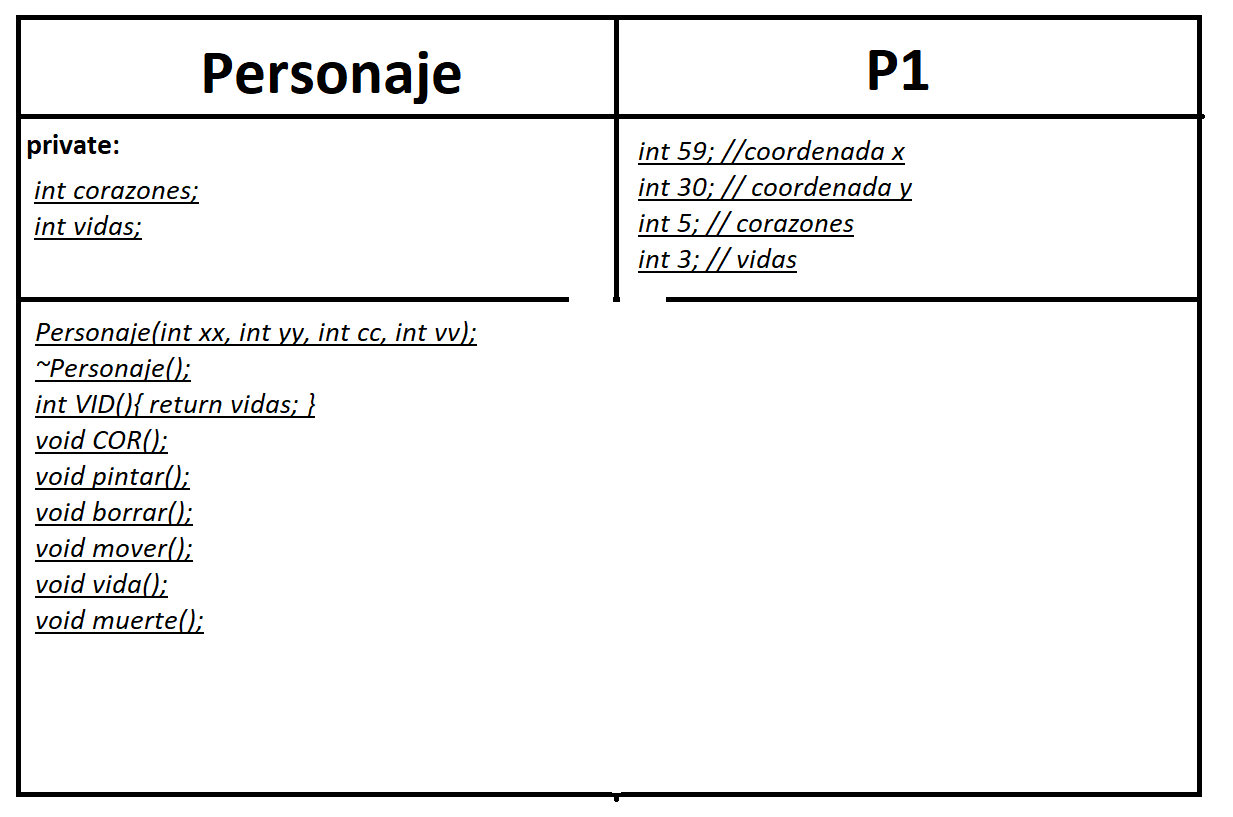 Personaje
P1
private:
int corazones;
int vidas;
int 59; //coordenada x
int 30; // coordenada y
int 5; // corazones
int 3; // vidas
Personaje(int xx, int yy, int cc, int vv);
~Personaje();
int VID(){ return vidas; }
void COR();
void pintar();
void borrar();
void mover();
void vida();
void muerte();